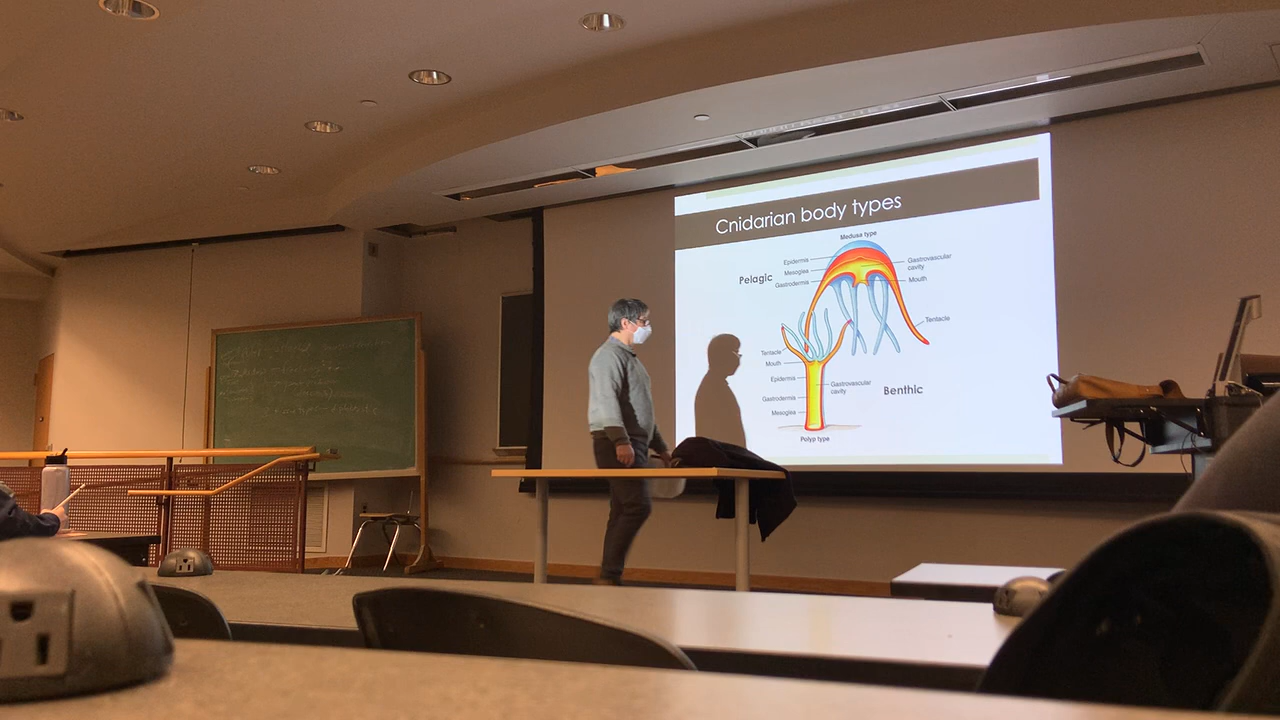 Cnidarian body types
Medusa type
Epidermis
Mesoglea
Gastrodermis
Pelagic
Gastrovascular
cavity
Mouth
Tentacle
Tentacle
Mouth
Epidermis
Gastrodermis
Mesoglea
Gastrovascular
cavity
Benthic
Polyp type